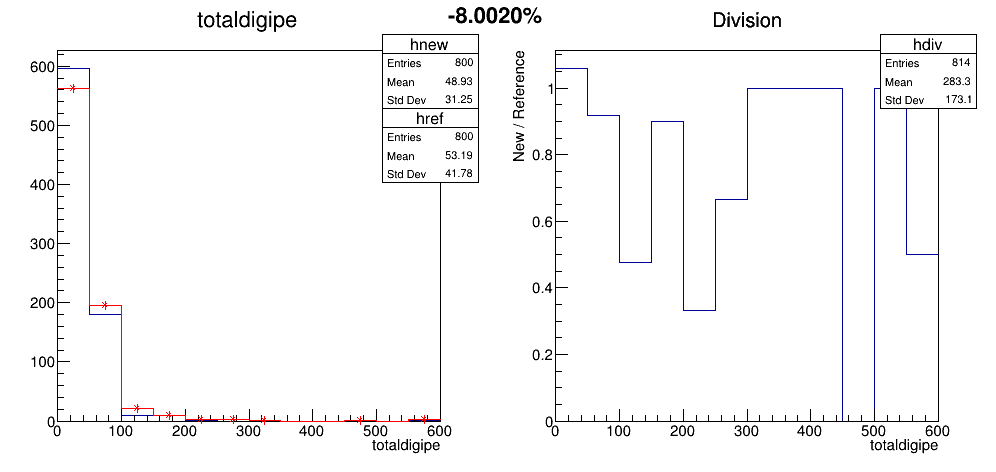 -8.0020%
totaldigipe
hnew
Entries 800
Mean 48.93
Std Dev 31.25
href
Entries 800
Mean 53.19
Std Dev 41.78
600
500
400
300
200
100
0
0 100 200 300 400 500 600
totaldigipe
Division
hdiv
Entries 814
Mean 283.3
Std Dev 173.1
New / Reference
1
0.8
0.6
0.4
0.2
0
0 100 200 300 400 500 600
totaldigipe